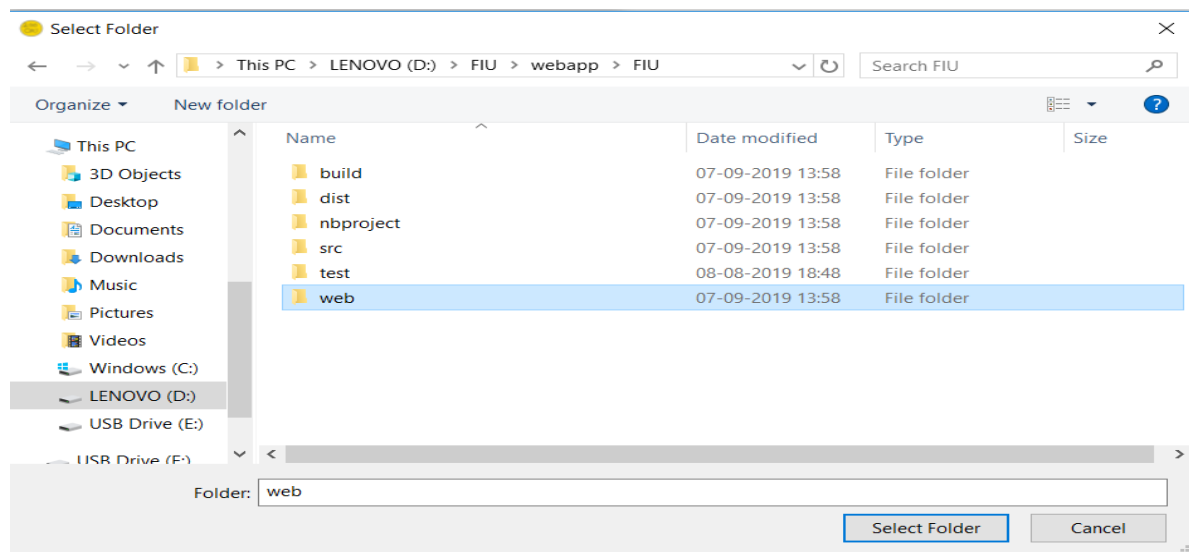 Select Folder
This PC > LENOVO (D:) > FIU > webapp > FIU
Search FIU
Organize
New folder
?
This PC
3D Objects
Desktop
Documents
Downloads
Music
Pictures
Videos
Windows (C:)
LENOVO (D:)
USB Drive (E:)
USB Drive (E:)
Name Date modified Type Size
build 07-09-2019 13:58 File folder
dist 07-09-2019 13:58 File folder
nbproject 07-09-2019 13:58 File folder
src 07-09-2019 13:58 File folder
test 08-08-2019 18:48 File folder
web 07-09-2019 13:58 File folder
Folder: web
Select Folder
Cancel